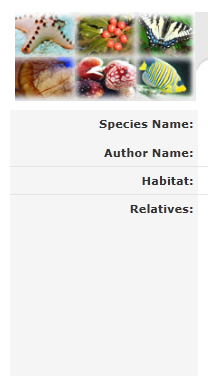 Species Name:
Author Name:
Habitat:
Relatives: